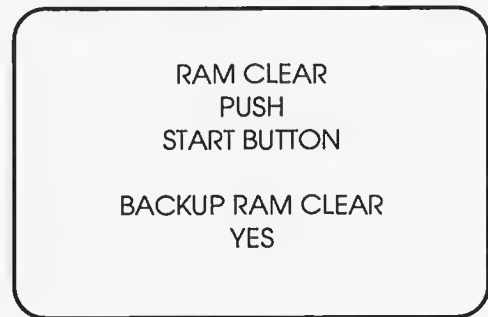 RAM CLEAR
PUSH
START BUTTON
BACKUP RAM CLEAR
YES